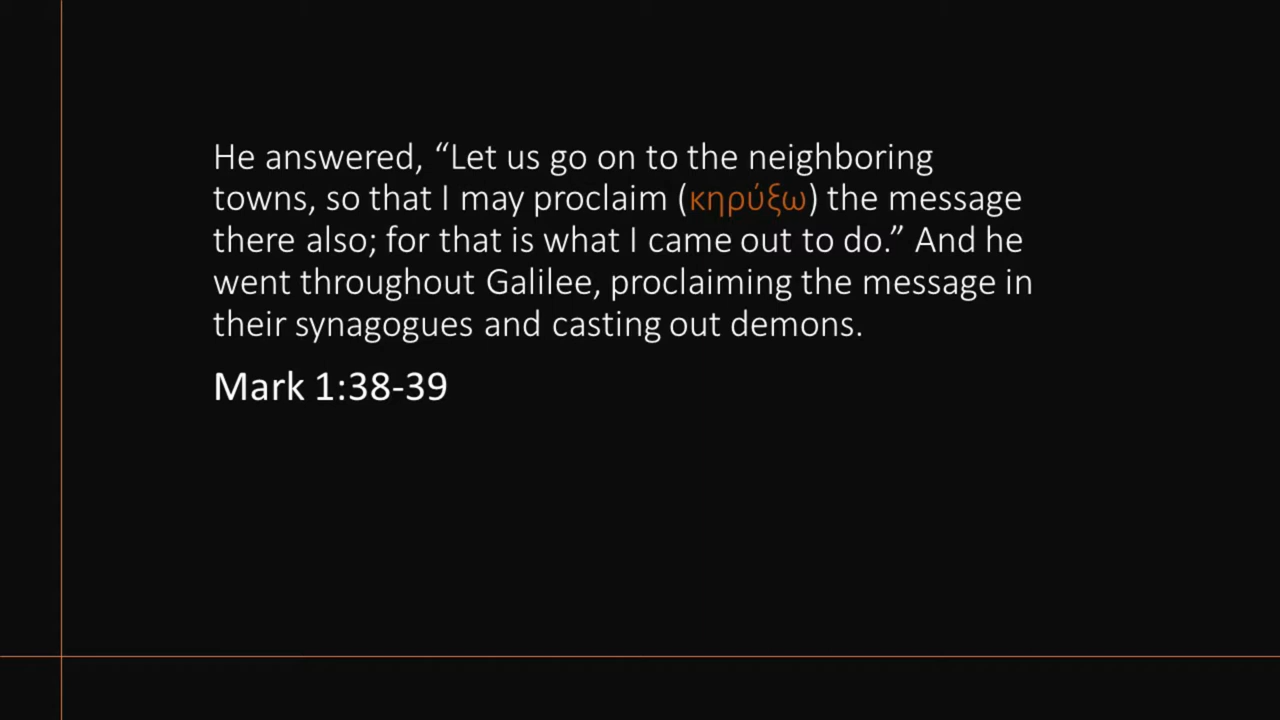 He answered, “Let us go on to the neighboring
towns, so that I may proclaim (κηρύξω) the message
there also; for that is what I came out to do.” And he
went throughout Galilee, proclaiming the message in
their synagogues and casting out demons.
Mark 1:38-39